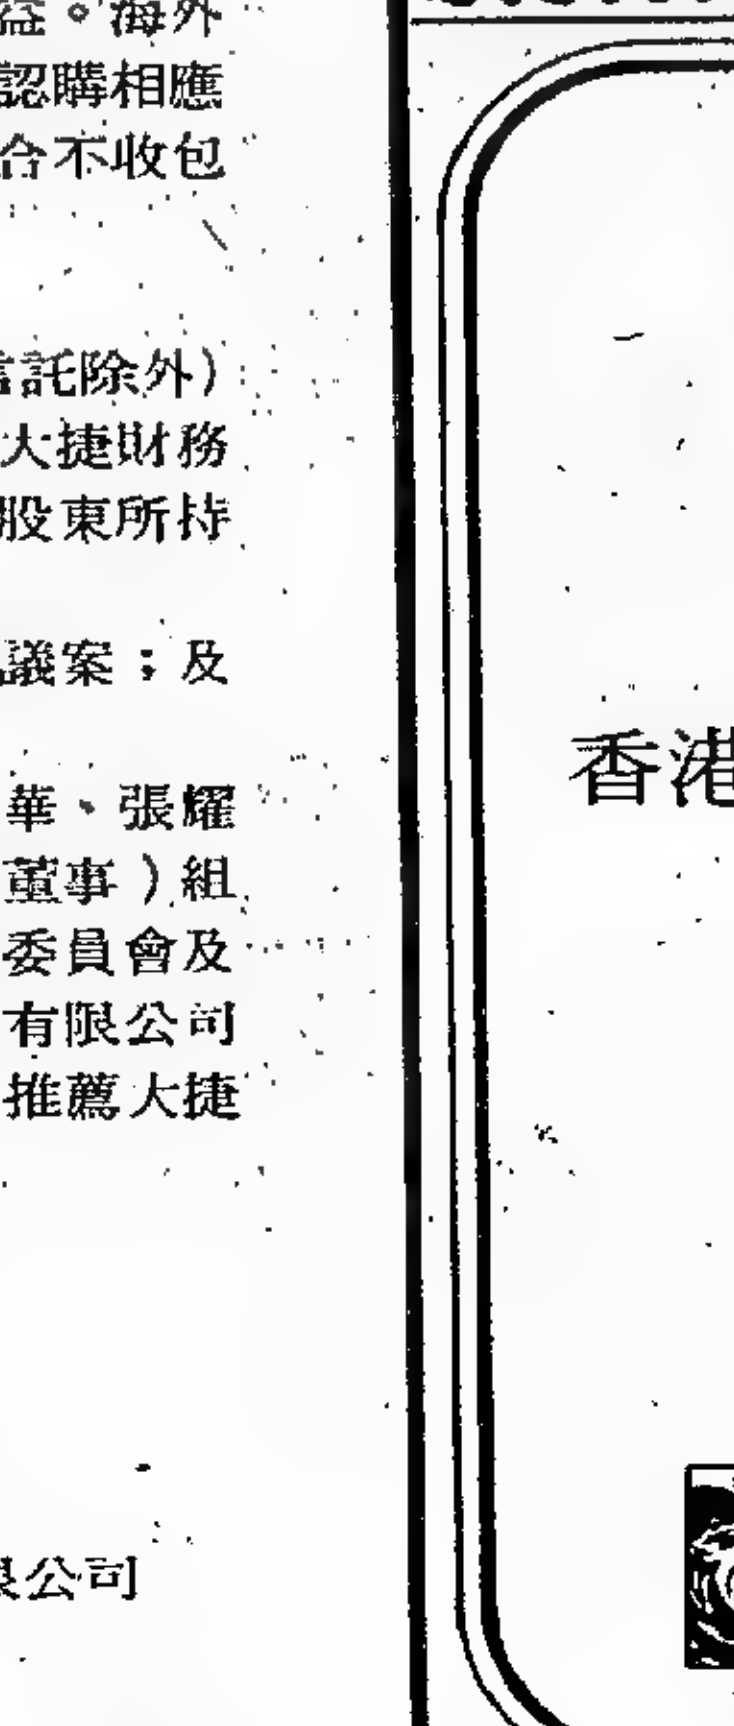 益。海外
認購相應
合不收包
託除外)
大捷財務
股東所持
議案;及
華、張耀
董事)組
委員會及
有限公司
推薦大捷
限公司
香港